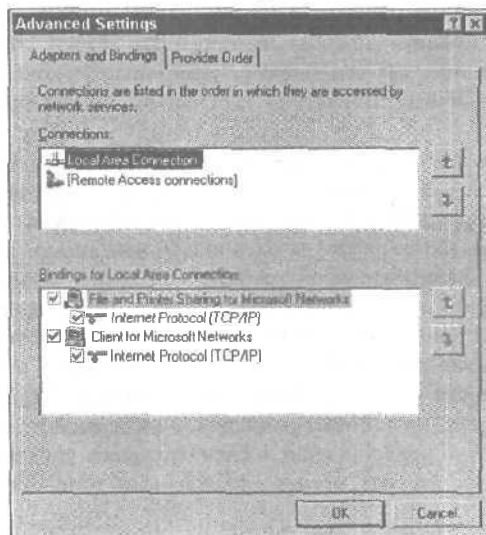 Advanced Settings
Adapters and Bindings
Provider Order
Connections are listed in the order in which they are accessed by
network services.
Connections:
Local Area Connection
[Remote Access connections]
Bindings for Local Area Connection:
File and Printer Sharing for Microsoft Networks
Internet Protocol (TCP/IP)
Client for Microsoft Networks
Internet Protocol (TCP/IP)
OK
Cancel